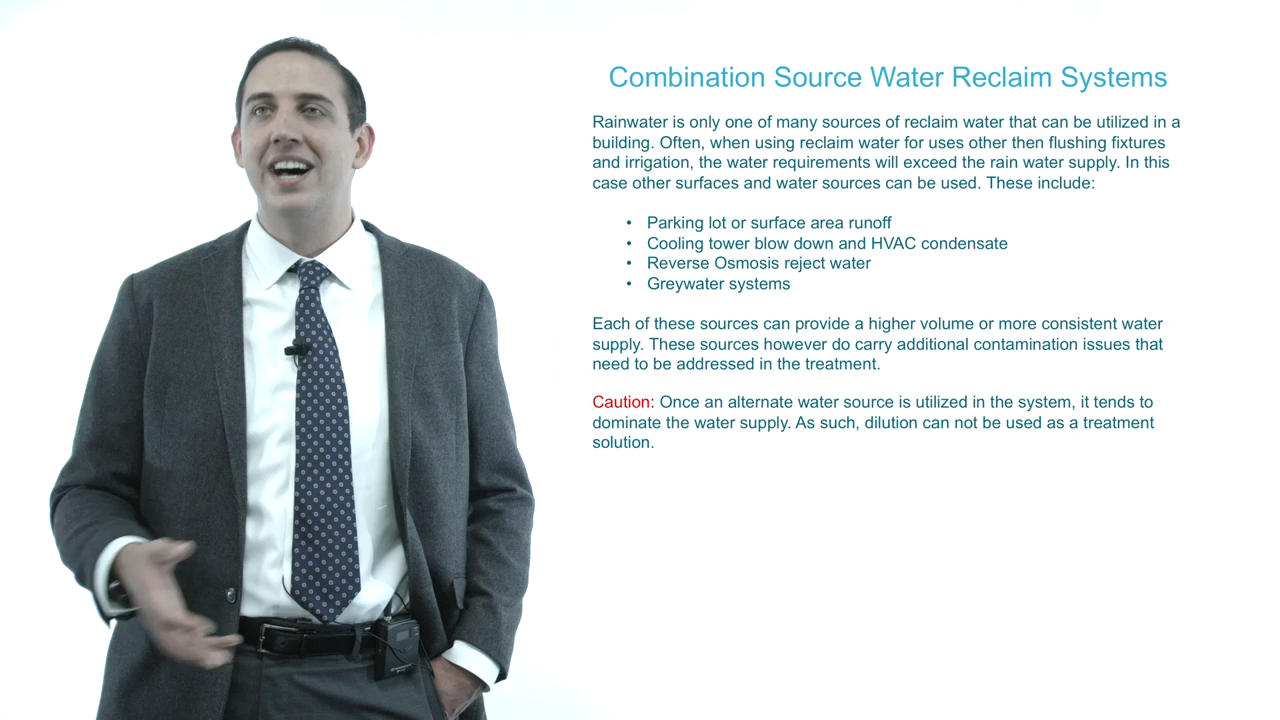 Combination Source Water Reclaim Systems
Rainwater is only one of many sources of reclaim water that can be utilized in a
building. Often, when using reclaim water for uses other then flushing fixtures
and irrigation, the water requirements will exceed the rain water supply. In this
case other surfaces and water sources can be used. These include:
• Parking lot or surface area runoff
• Cooling tower blow down and HVAC condensate
• Reverse Osmosis reject water
• Greywater systems
Each of these sources can provide a higher volume or more consistent water
supply. These sources however do carry additional contamination issues that
need to be addressed in the treatment.
Caution: Once an alternate water source is utilized in the system, it tends to
dominate the water supply. As such, dilution can not be used as a treatment
solution.